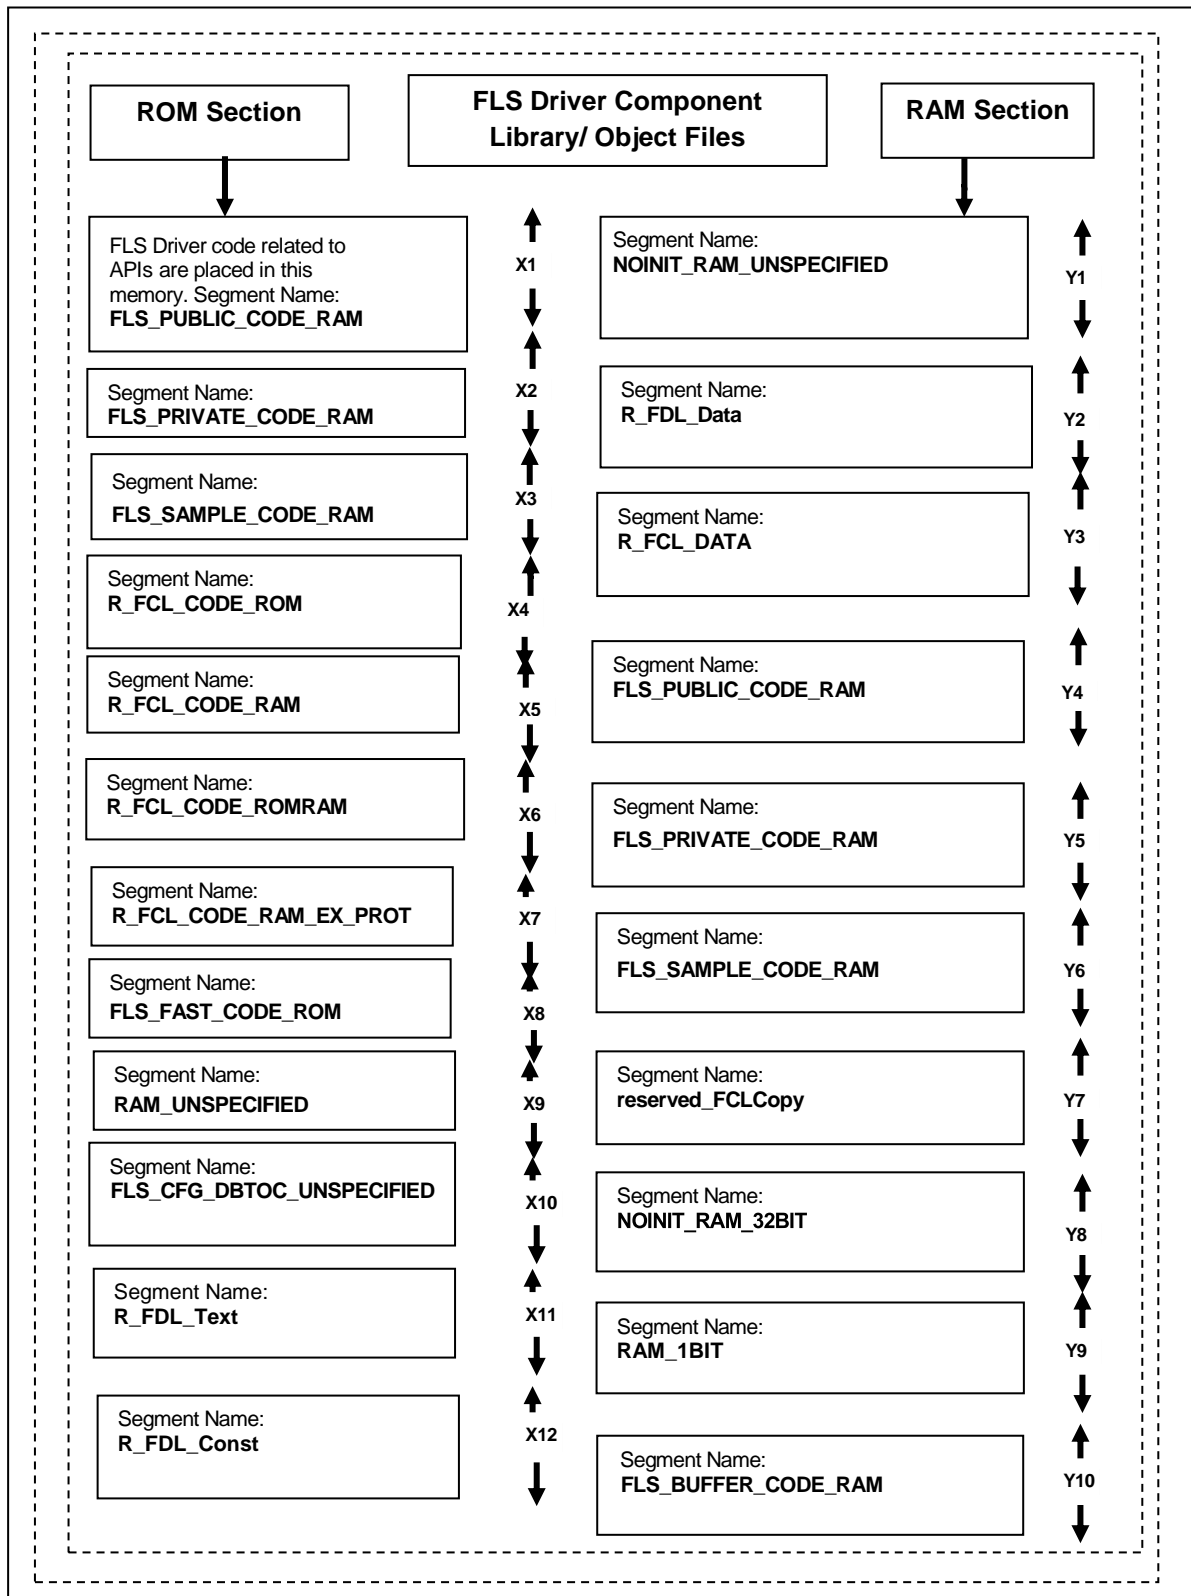 ROM Section
FLS Driver Component
Library/ Object Files
RAM Section
FLS Driver code related to
APIs are placed in this
memory. Segment Name:
FLS_PUBLIC_CODE_RAM
X1
Segment Name:
FLS_PRIVATE_CODE_RAM
X2
Segment Name:
FLS_SAMPLE_CODE_RAM
X3
Segment Name:
R_FCL_CODE_ROM
X4
Segment Name:
R_FCL_CODE_RAM
X5
Segment Name:
R_FCL_CODE_ROMRAM
X6
Segment Name:
R_FCL_CODE_RAM_EX_PROT
X7
Segment Name:
FLS_FAST_CODE_ROM
X8
Segment Name:
RAM_UNSPECIFIED
X9
Segment Name:
FLS_CFG_DBTOC_UNSPECIFIED
X10
Segment Name:
R_FDL_Text
X11
Segment Name:
R_FDL_Const
X12
Segment Name:
NOINIT_RAM_UNSPECIFIED
Y1
Segment Name:
R_FDL_Data
Y2
Segment Name:
R_FCL_DATA
Y3
Segment Name:
FLS_PUBLIC_CODE_RAM
Y4
Segment Name:
FLS_PRIVATE_CODE_RAM
Y5
Segment Name:
FLS_SAMPLE_CODE_RAM
Y6
Segment Name:
reserved_FCLCopy
Y7
Segment Name:
NOINIT_RAM_32BIT
Y8
Segment Name:
RAM_1BIT
Y9
Segment Name:
FLS_BUFFER_CODE_RAM
Y10